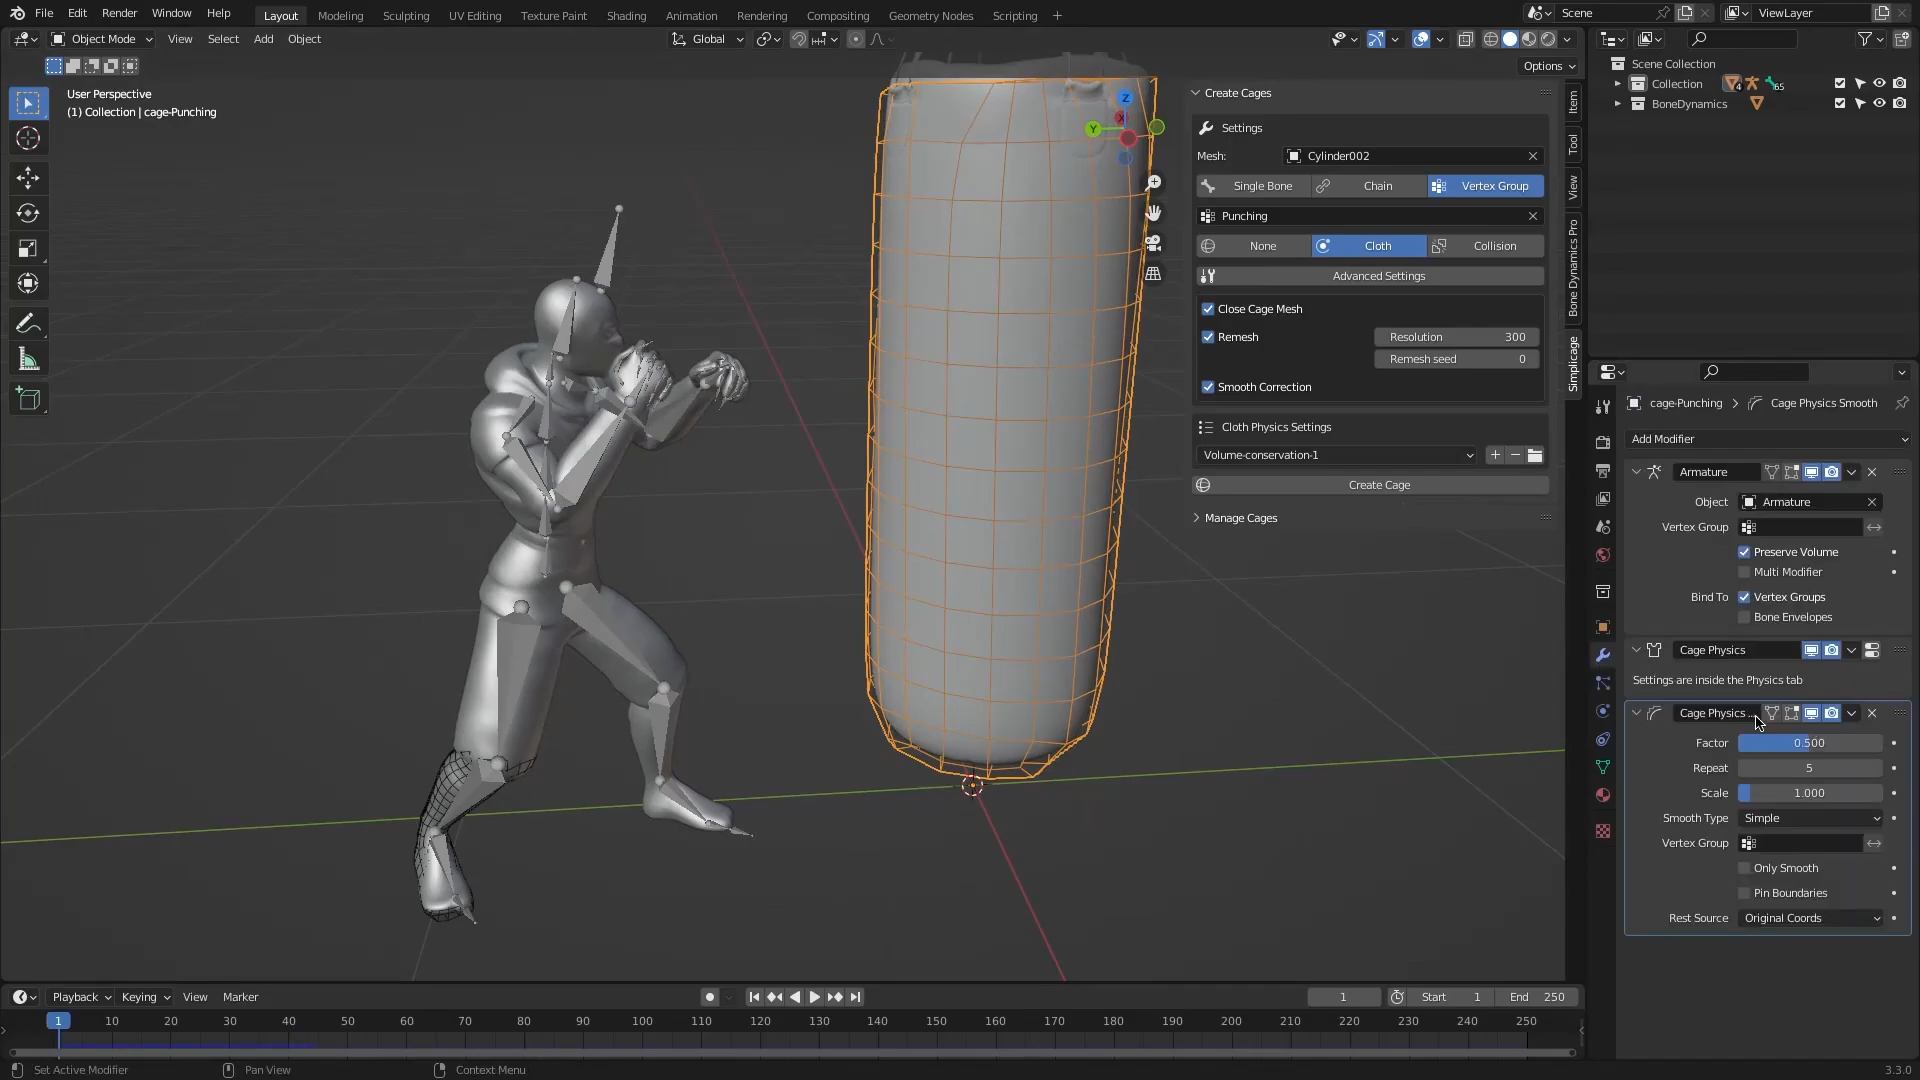 File Edit Render Window Help Layout Modeling Sculpting UV Editing Texture Paint Shading Animation Rendering Compositing Geometry Nodes Scripting + Scene ViewLayer
Object Mode View Select Add Object Global
Options
User Perspective
(1) Collection | cage-Punching
Z
Y
X
Create Cages
Settings
Mesh: Cylinder002
Single Bone Chain Vertex Group
Punching
None Cloth Collision
Advanced Settings
Close Cage Mesh
Remesh Resolution 300
Remesh seed 0
Smooth Correction
Cloth Physics Settings
Volume-conservation-1
Create Cage
Manage Cages
Item
Tool
View
Bone Dynamics Pro
Simplicage
Scene Collection
Collection 4 65
BoneDynamics
cage-Punching > Cage Physics Smooth
Add Modifier
Armature
Object Armature
Vertex Group
Preserve Volume
Multi Modifier
Bind To Vertex Groups
Bone Envelopes
Cage Physics
Settings are inside the Physics tab
Cage Physics ...
Factor 0.500
Repeat 5
Scale 1.000
Smooth Type Simple
Vertex Group
Only Smooth
Pin Boundaries
Rest Source Original Coords
Playback Keying View Marker 1 Start 1 End 250
1 10 20 30 40 50 60 70 80 90 100 110 120 130 140 150 160 170 180 190 200 210 220 230 240 250
Set Active Modifier Pan View Context Menu 3.3.0